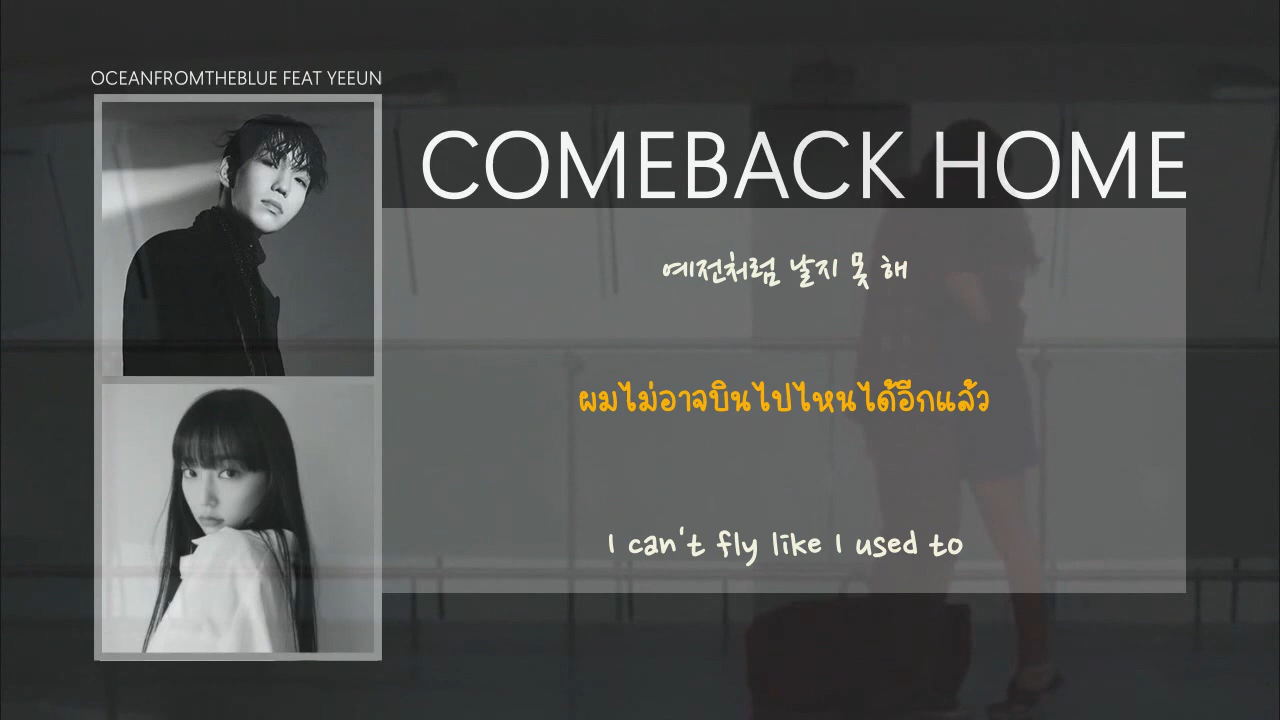 OCEANFROMTHEBLUE FEAT YEEUN
COMEBACK HOME
예전처럼 날지 못 해
ผมไม่อาจบินไปไหนได้อีกแล้ว
I can't fly like I used to